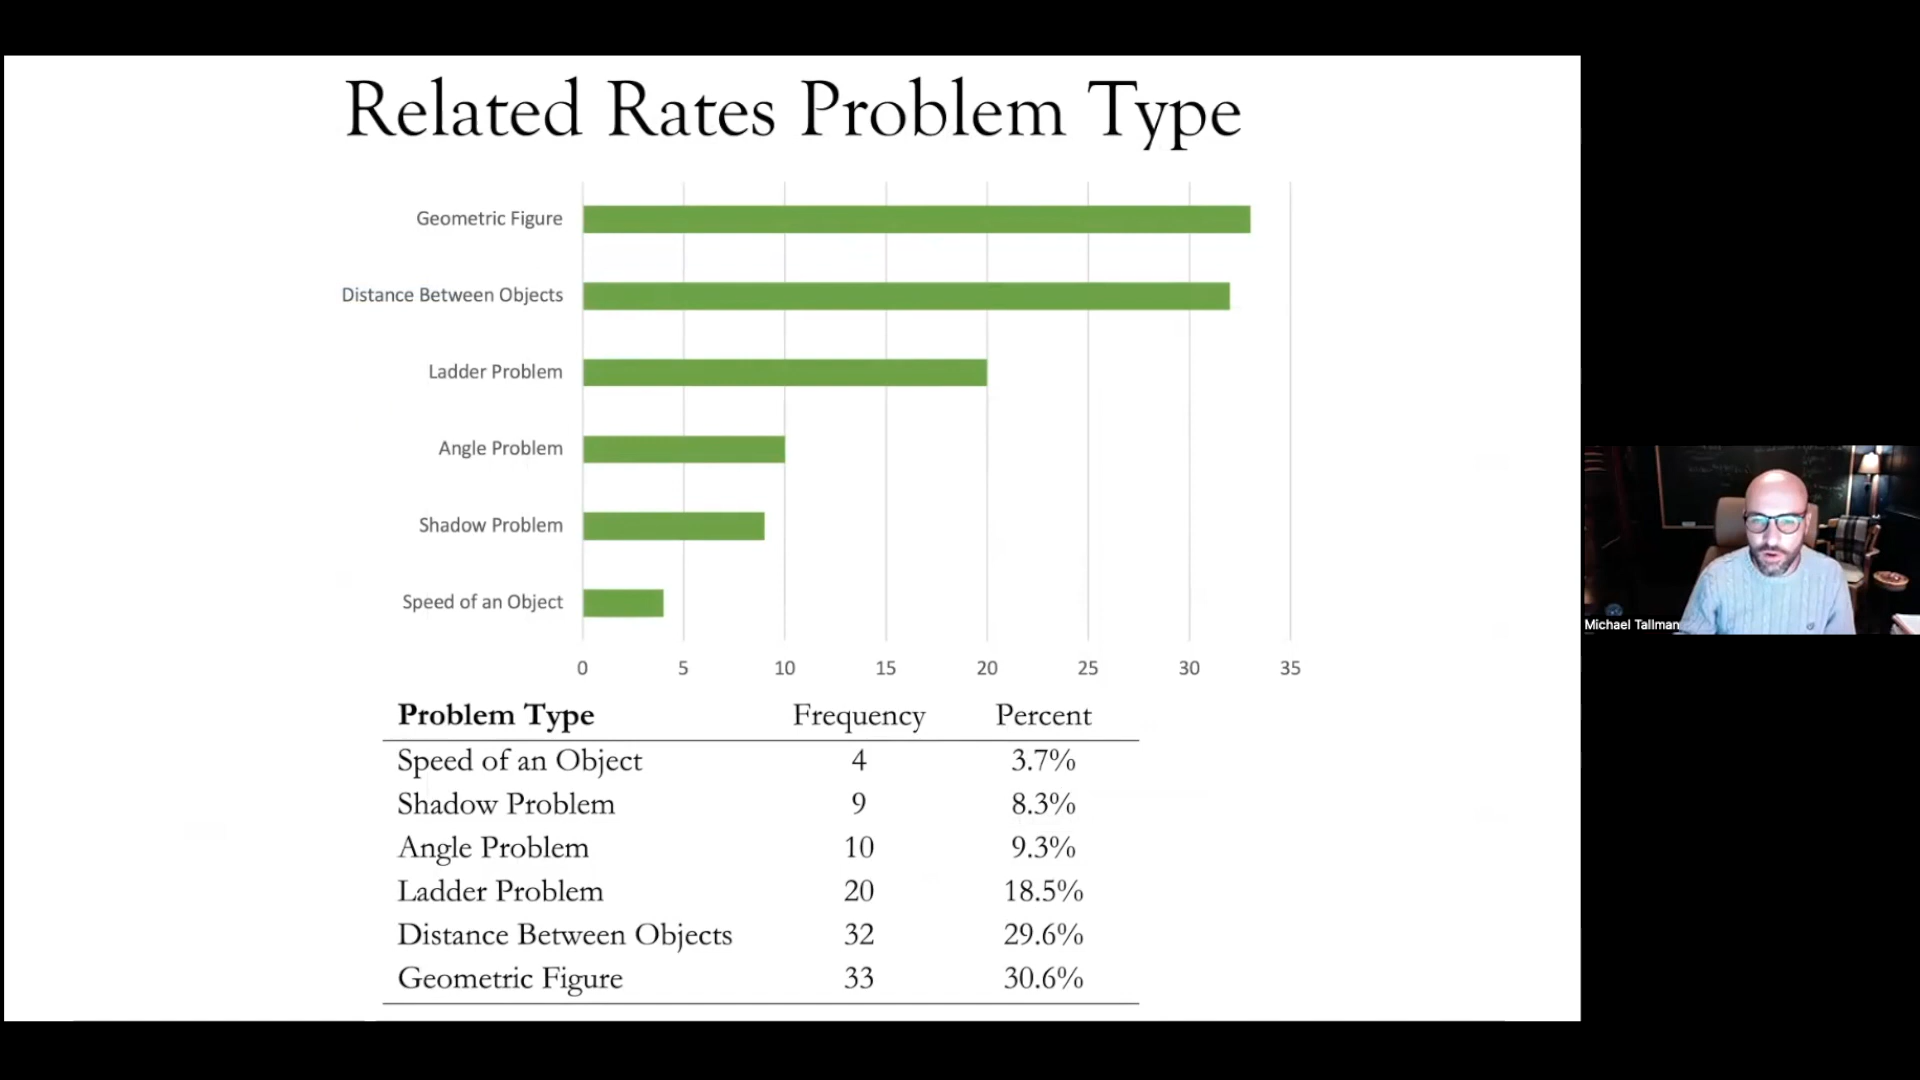 Related Rates Problem Type
Geometric Figure
Distance Between Objects
Ladder Problem
Angle Problem
Shadow Problem
Speed of an Object
0 5 10 15 20 25 30 35
Problem Type Frequency Percent
Speed of an Object 4 3.7%
Shadow Problem 9 8.3%
Angle Problem 10 9.3%
Ladder Problem 20 18.5%
Distance Between Objects 32 29.6%
Geometric Figure 33 30.6%
Michael Tallman